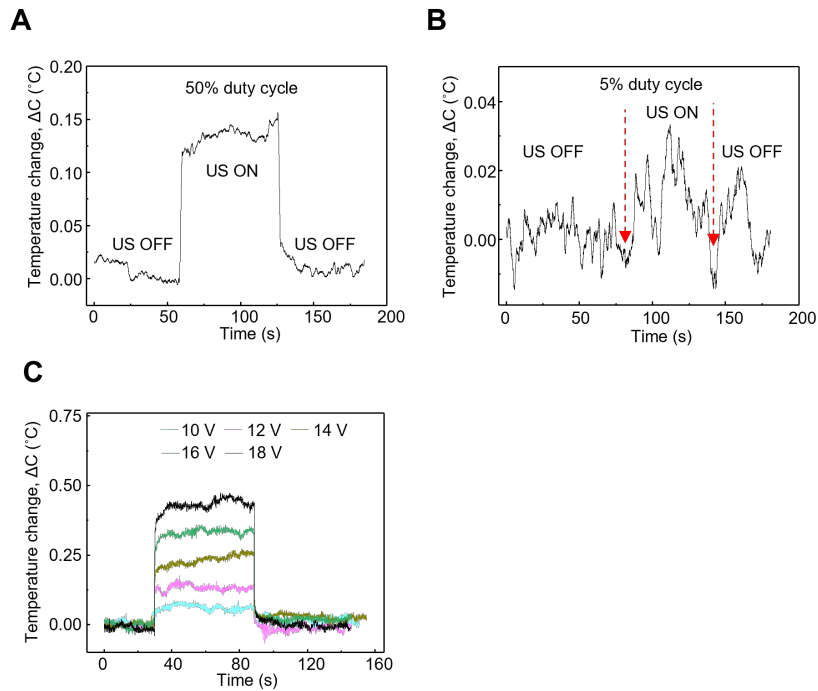 A
Temperature change, ΔC (˚C)
0.20
0.15
0.10
0.05
0.00
50% duty cycle
US ON
US OFF
US OFF
0 50 100 150 200
Time (s)
B
Temperature change, ΔC (˚C)
0.04
0.02
0.00
5% duty cycle
US ON
US OFF
US OFF
0 50 100 150 200
Time (s)
C
Temperature change, ΔC (˚C)
0.75
0.50
0.25
0.00
10 V 12 V 14 V
16 V 18 V
0 40 80 120 160
Time (s)